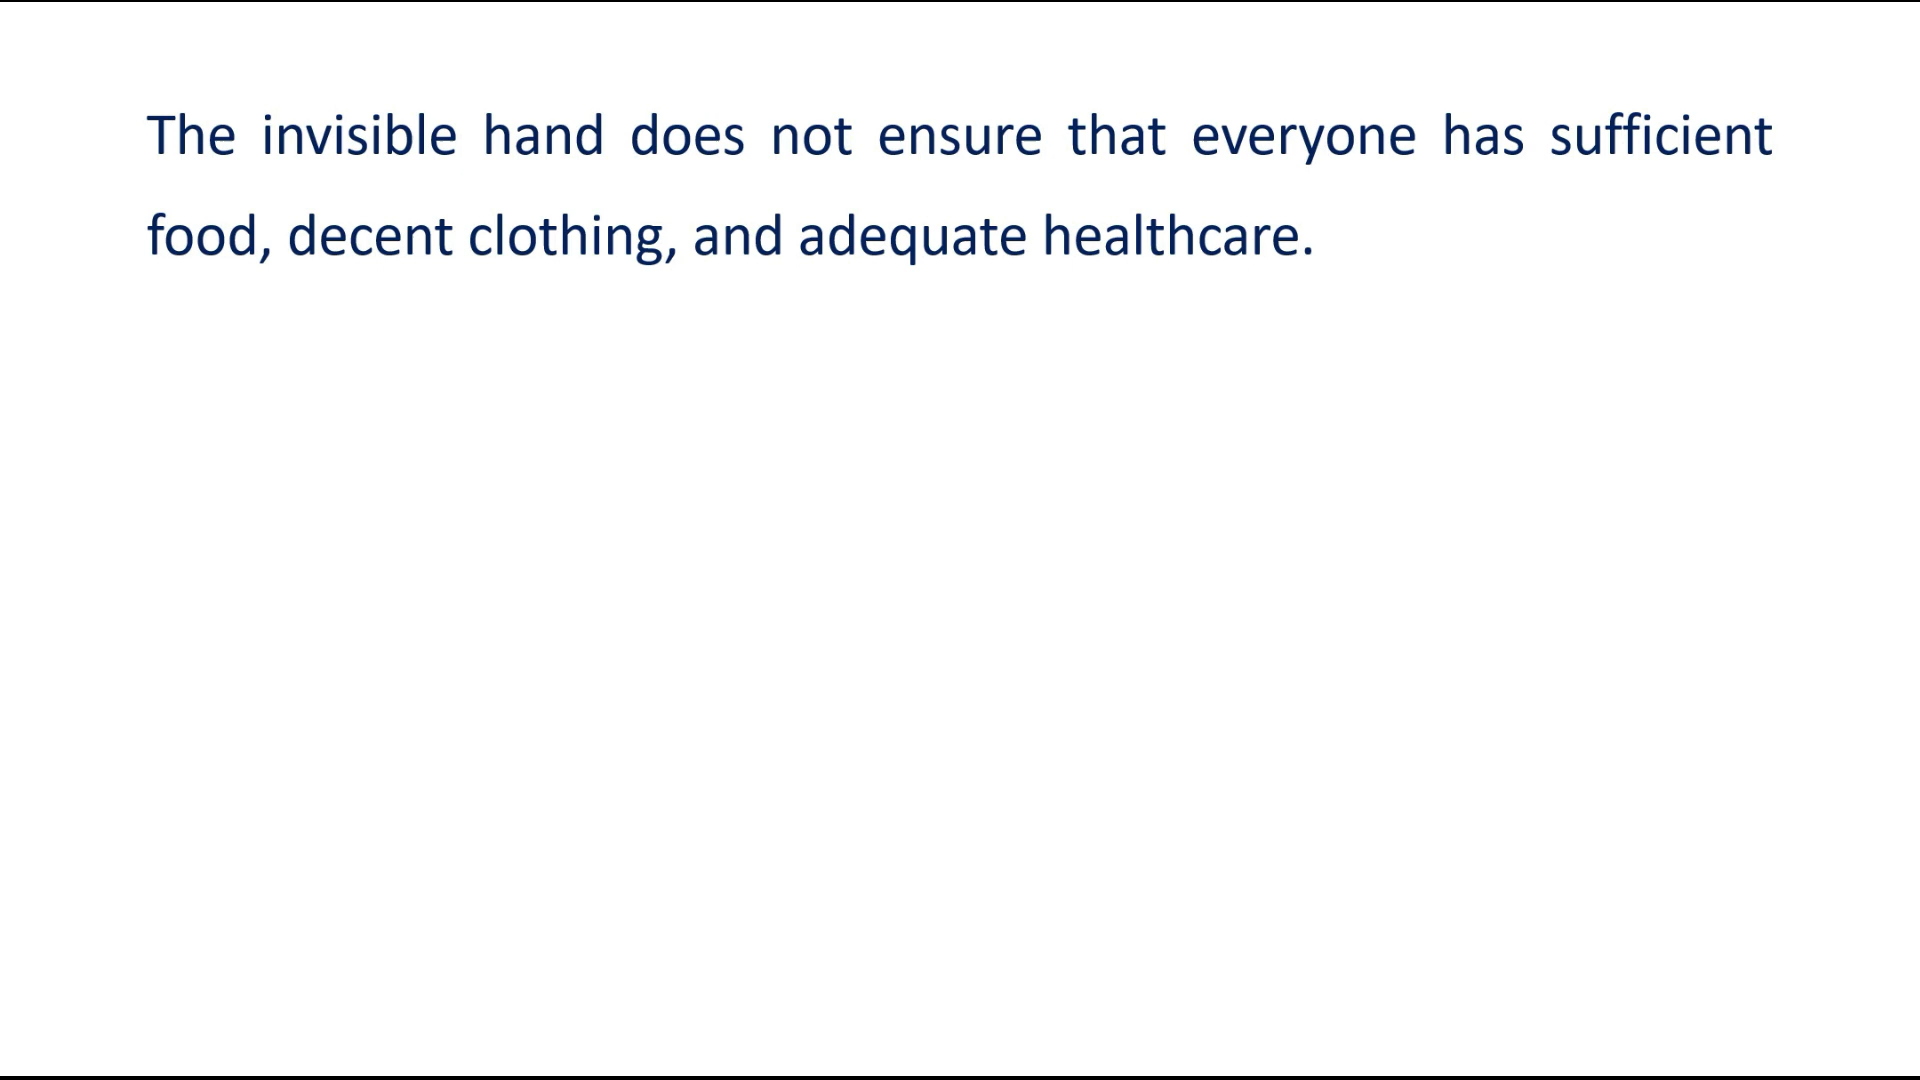 The invisible hand does not ensure that everyone has sufficient
food, decent clothing, and adequate healthcare.